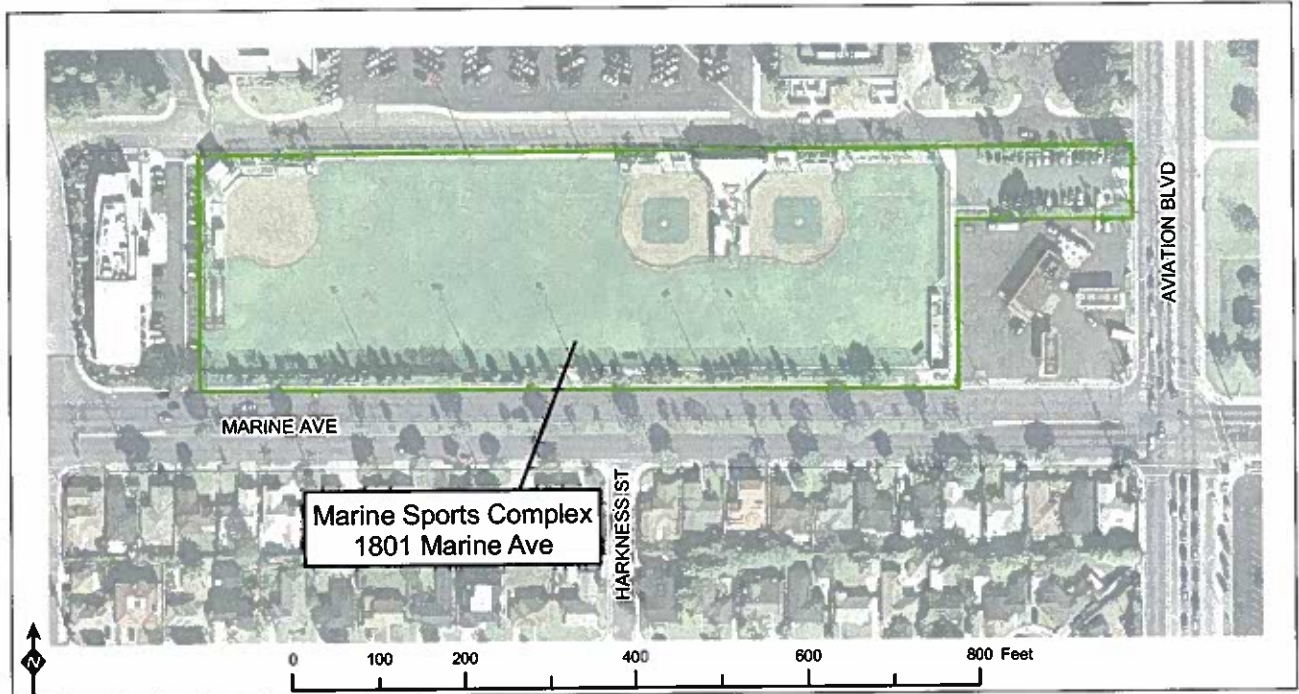 AVIATION BLVD
MARINE AVE
HARKNESS ST
Marine Sports Complex
1801 Marine Ave
N
0 100 200 400 600 800 Feet